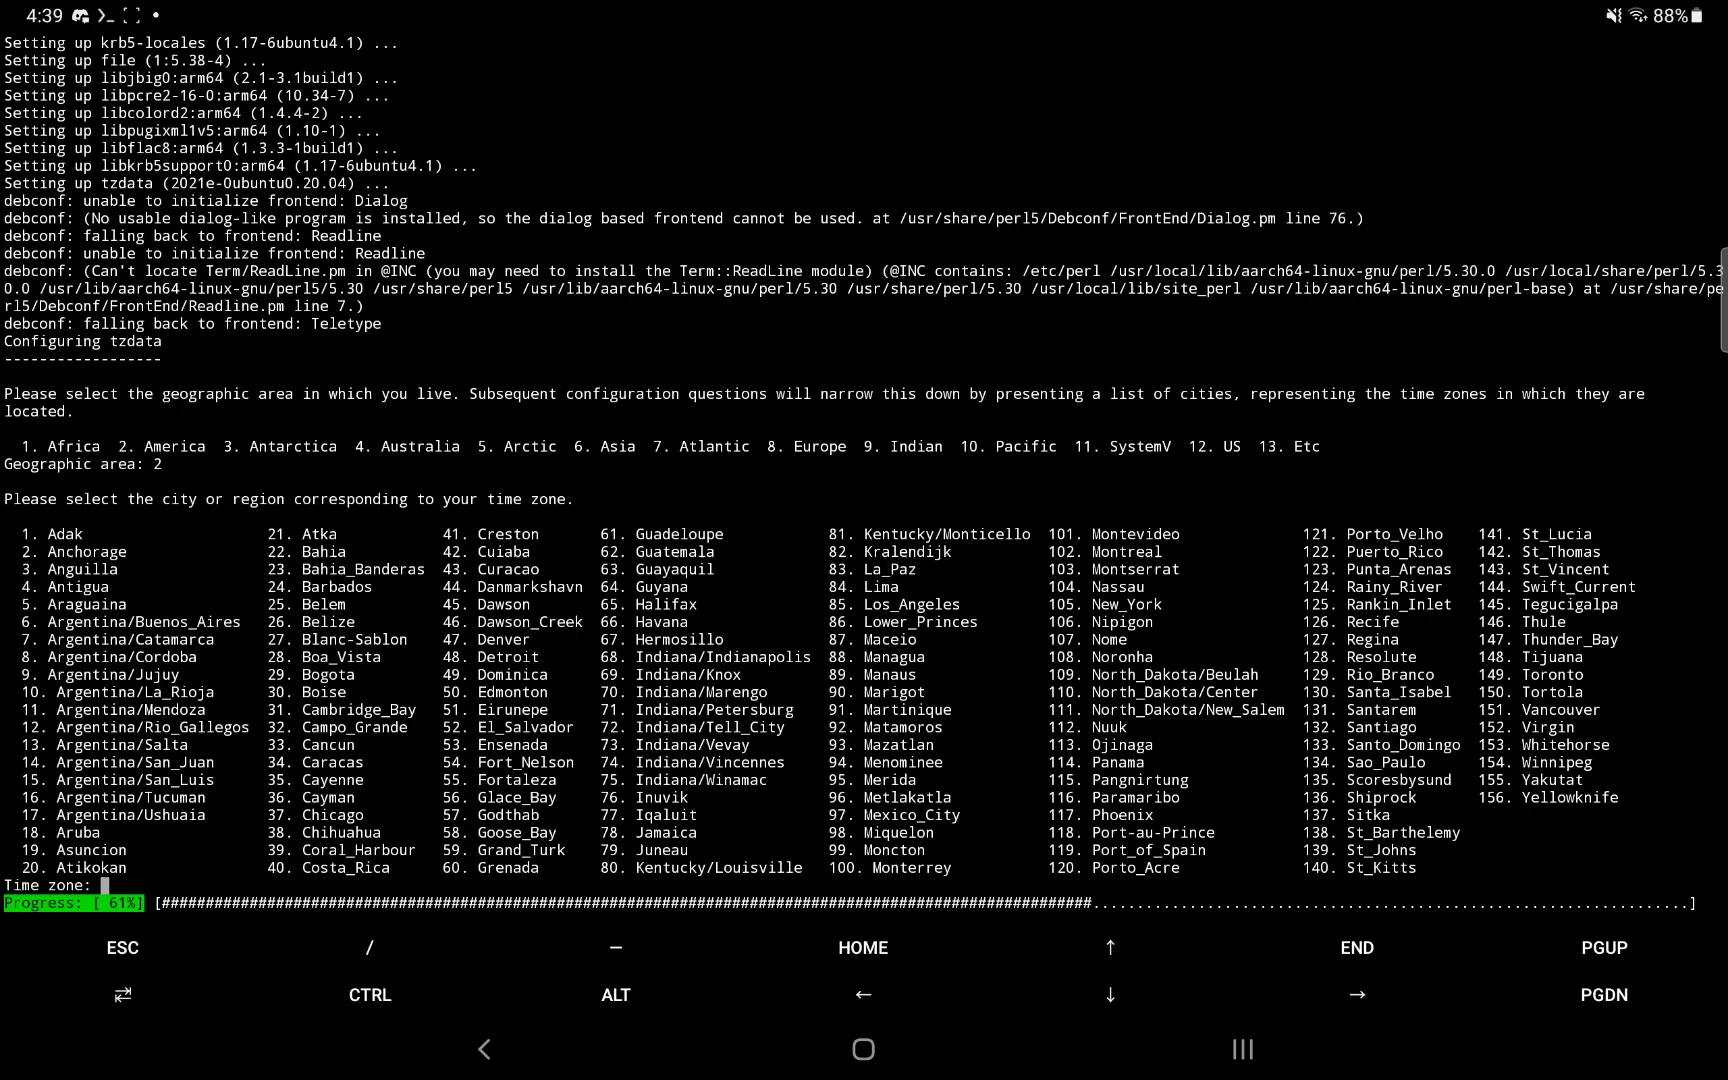 4:39 88%
Setting up krb5-locales (1.17-6ubuntu4.1) ...
Setting up file (1:5.38-4) ...
Setting up libjbig0:arm64 (2.1-3.1build1) ...
Setting up libpcre2-16-0:arm64 (10.34-7) ...
Setting up libcolord2:arm64 (1.4.4-2) ...
Setting up libpugixml1v5:arm64 (1.10-1) ...
Setting up libflac8:arm64 (1.3.3-1build1) ...
Setting up libkrb5support0:arm64 (1.17-6ubuntu4.1) ...
Setting up tzdata (2021e-0ubuntu0.20.04) ...
debconf: unable to initialize frontend: Dialog
debconf: (No usable dialog-like program is installed, so the dialog based frontend cannot be used. at /usr/share/perl5/Debconf/FrontEnd/Dialog.pm line 76.)
debconf: falling back to frontend: Readline
debconf: unable to initialize frontend: Readline
debconf: (Can't locate Term/ReadLine.pm in @INC (you may need to install the Term::ReadLine module) (@INC contains: /etc/perl /usr/local/lib/aarch64-linux-gnu/perl/5.30.0 /usr/local/share/perl/5.3
0.0 /usr/lib/aarch64-linux-gnu/perl5/5.30 /usr/share/perl5 /usr/lib/aarch64-linux-gnu/perl/5.30 /usr/share/perl/5.30 /usr/local/lib/site_perl /usr/lib/aarch64-linux-gnu/perl-base) at /usr/share/pe
rl5/Debconf/FrontEnd/Readline.pm line 7.)
debconf: falling back to frontend: Teletype
Configuring tzdata
------------------
Please select the geographic area in which you live. Subsequent configuration questions will narrow this down by presenting a list of cities, representing the time zones in which they are
located.
1. Africa 2. America 3. Antarctica 4. Australia 5. Arctic 6. Asia 7. Atlantic 8. Europe 9. Indian 10. Pacific 11. SystemV 12. US 13. Etc
Geographic area: 2
Please select the city or region corresponding to your time zone.
1. Adak 21. Atka 41. Creston 61. Guadeloupe 81. Kentucky/Monticello 101. Montevideo 121. Porto_Velho 141. St_Lucia
2. Anchorage 22. Bahia 42. Cuiaba 62. Guatemala 82. Kralendijk 102. Montreal 122. Puerto_Rico 142. St_Thomas
3. Anguilla 23. Bahia_Banderas 43. Curacao 63. Guayaquil 83. La_Paz 103. Montserrat 123. Punta_Arenas 143. St_Vincent
4. Antigua 24. Barbados 44. Danmarkshavn 64. Guyana 84. Lima 104. Nassau 124. Rainy_River 144. Swift_Current
5. Araguaina 25. Belem 45. Dawson 65. Halifax 85. Los_Angeles 105. New_York 125. Rankin_Inlet 145. Tegucigalpa
6. Argentina/Buenos_Aires 26. Belize 46. Dawson_Creek 66. Havana 86. Lower_Princes 106. Nipigon 126. Recife 146. Thule
7. Argentina/Catamarca 27. Blanc-Sablon 47. Denver 67. Hermosillo 87. Maceio 107. Nome 127. Regina 147. Thunder_Bay
8. Argentina/Cordoba 28. Boa_Vista 48. Detroit 68. Indiana/Indianapolis 88. Managua 108. Noronha 128. Resolute 148. Tijuana
9. Argentina/Jujuy 29. Bogota 49. Dominica 69. Indiana/Knox 89. Manaus 109. North_Dakota/Beulah 129. Rio_Branco 149. Toronto
10. Argentina/La_Rioja 30. Boise 50. Edmonton 70. Indiana/Marengo 90. Marigot 110. North_Dakota/Center 130. Santa_Isabel 150. Tortola
11. Argentina/Mendoza 31. Cambridge_Bay 51. Eirunepe 71. Indiana/Petersburg 91. Martinique 111. North_Dakota/New_Salem 131. Santarem 151. Vancouver
12. Argentina/Rio_Gallegos 32. Campo_Grande 52. El_Salvador 72. Indiana/Tell_City 92. Matamoros 112. Nuuk 132. Santiago 152. Virgin
13. Argentina/Salta 33. Cancun 53. Ensenada 73. Indiana/Vevay 93. Mazatlan 113. Ojinaga 133. Santo_Domingo 153. Whitehorse
14. Argentina/San_Juan 34. Caracas 54. Fort_Nelson 74. Indiana/Vincennes 94. Menominee 114. Panama 134. Sao_Paulo 154. Winnipeg
15. Argentina/San_Luis 35. Cayenne 55. Fortaleza 75. Indiana/Winamac 95. Merida 115. Pangnirtung 135. Scoresbysund 155. Yakutat
16. Argentina/Tucuman 36. Cayman 56. Glace_Bay 76. Inuvik 96. Metlakatla 116. Paramaribo 136. Shiprock 156. Yellowknife
17. Argentina/Ushuaia 37. Chicago 57. Godthab 77. Iqaluit 97. Mexico_City 117. Phoenix 137. Sitka
18. Aruba 38. Chihuahua 58. Goose_Bay 78. Jamaica 98. Miquelon 118. Port-au-Prince 138. St_Barthelemy
19. Asuncion 39. Coral_Harbour 59. Grand_Turk 79. Juneau 99. Moncton 119. Port_of_Spain 139. St_Johns
20. Atikokan 40. Costa_Rica 60. Grenada 80. Kentucky/Louisville 100. Monterrey 120. Porto_Acre 140. St_Kitts
Time zone:
Progress: [ 61%] [##########################################################################################################....................................................................]
ESC / — HOME ↑ END PGUP
⇄ CTRL ALT ← ↓ → PGDN